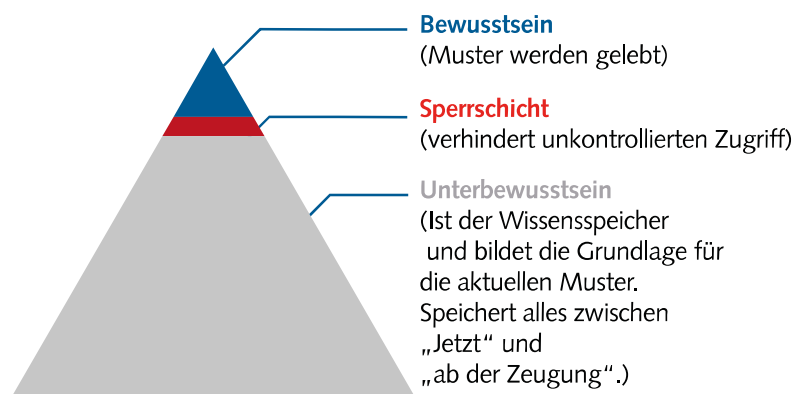 Bewusstsein
(Muster werden gelebt)
Sperrschicht
(verhindert unkontrollierten Zugriff)
Unterbewusstsein
(Ist der Wissensspeicher
und bildet die Grundlage für
die aktuellen Muster.
Speichert alles zwischen
„Jetzt“ und
„ab der Zeugung“.)